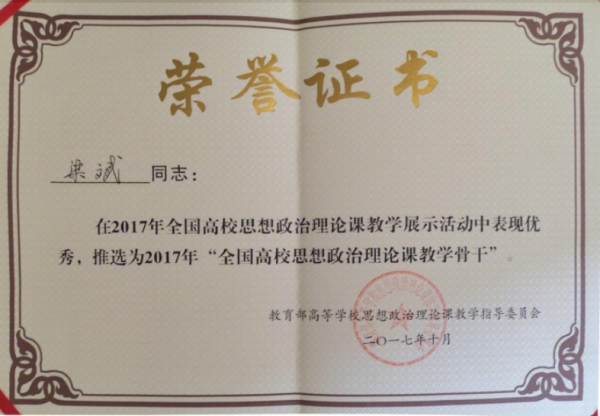 荣誉证书
梁斌 同志：
在2017年全国高校思想政治理论课教学展示活动中表现优
秀，推选为2017年“全国高校思想政治理论课教学骨干”。
教育部高等学校思想政治理论课教学指导委员会
二〇一七年十月